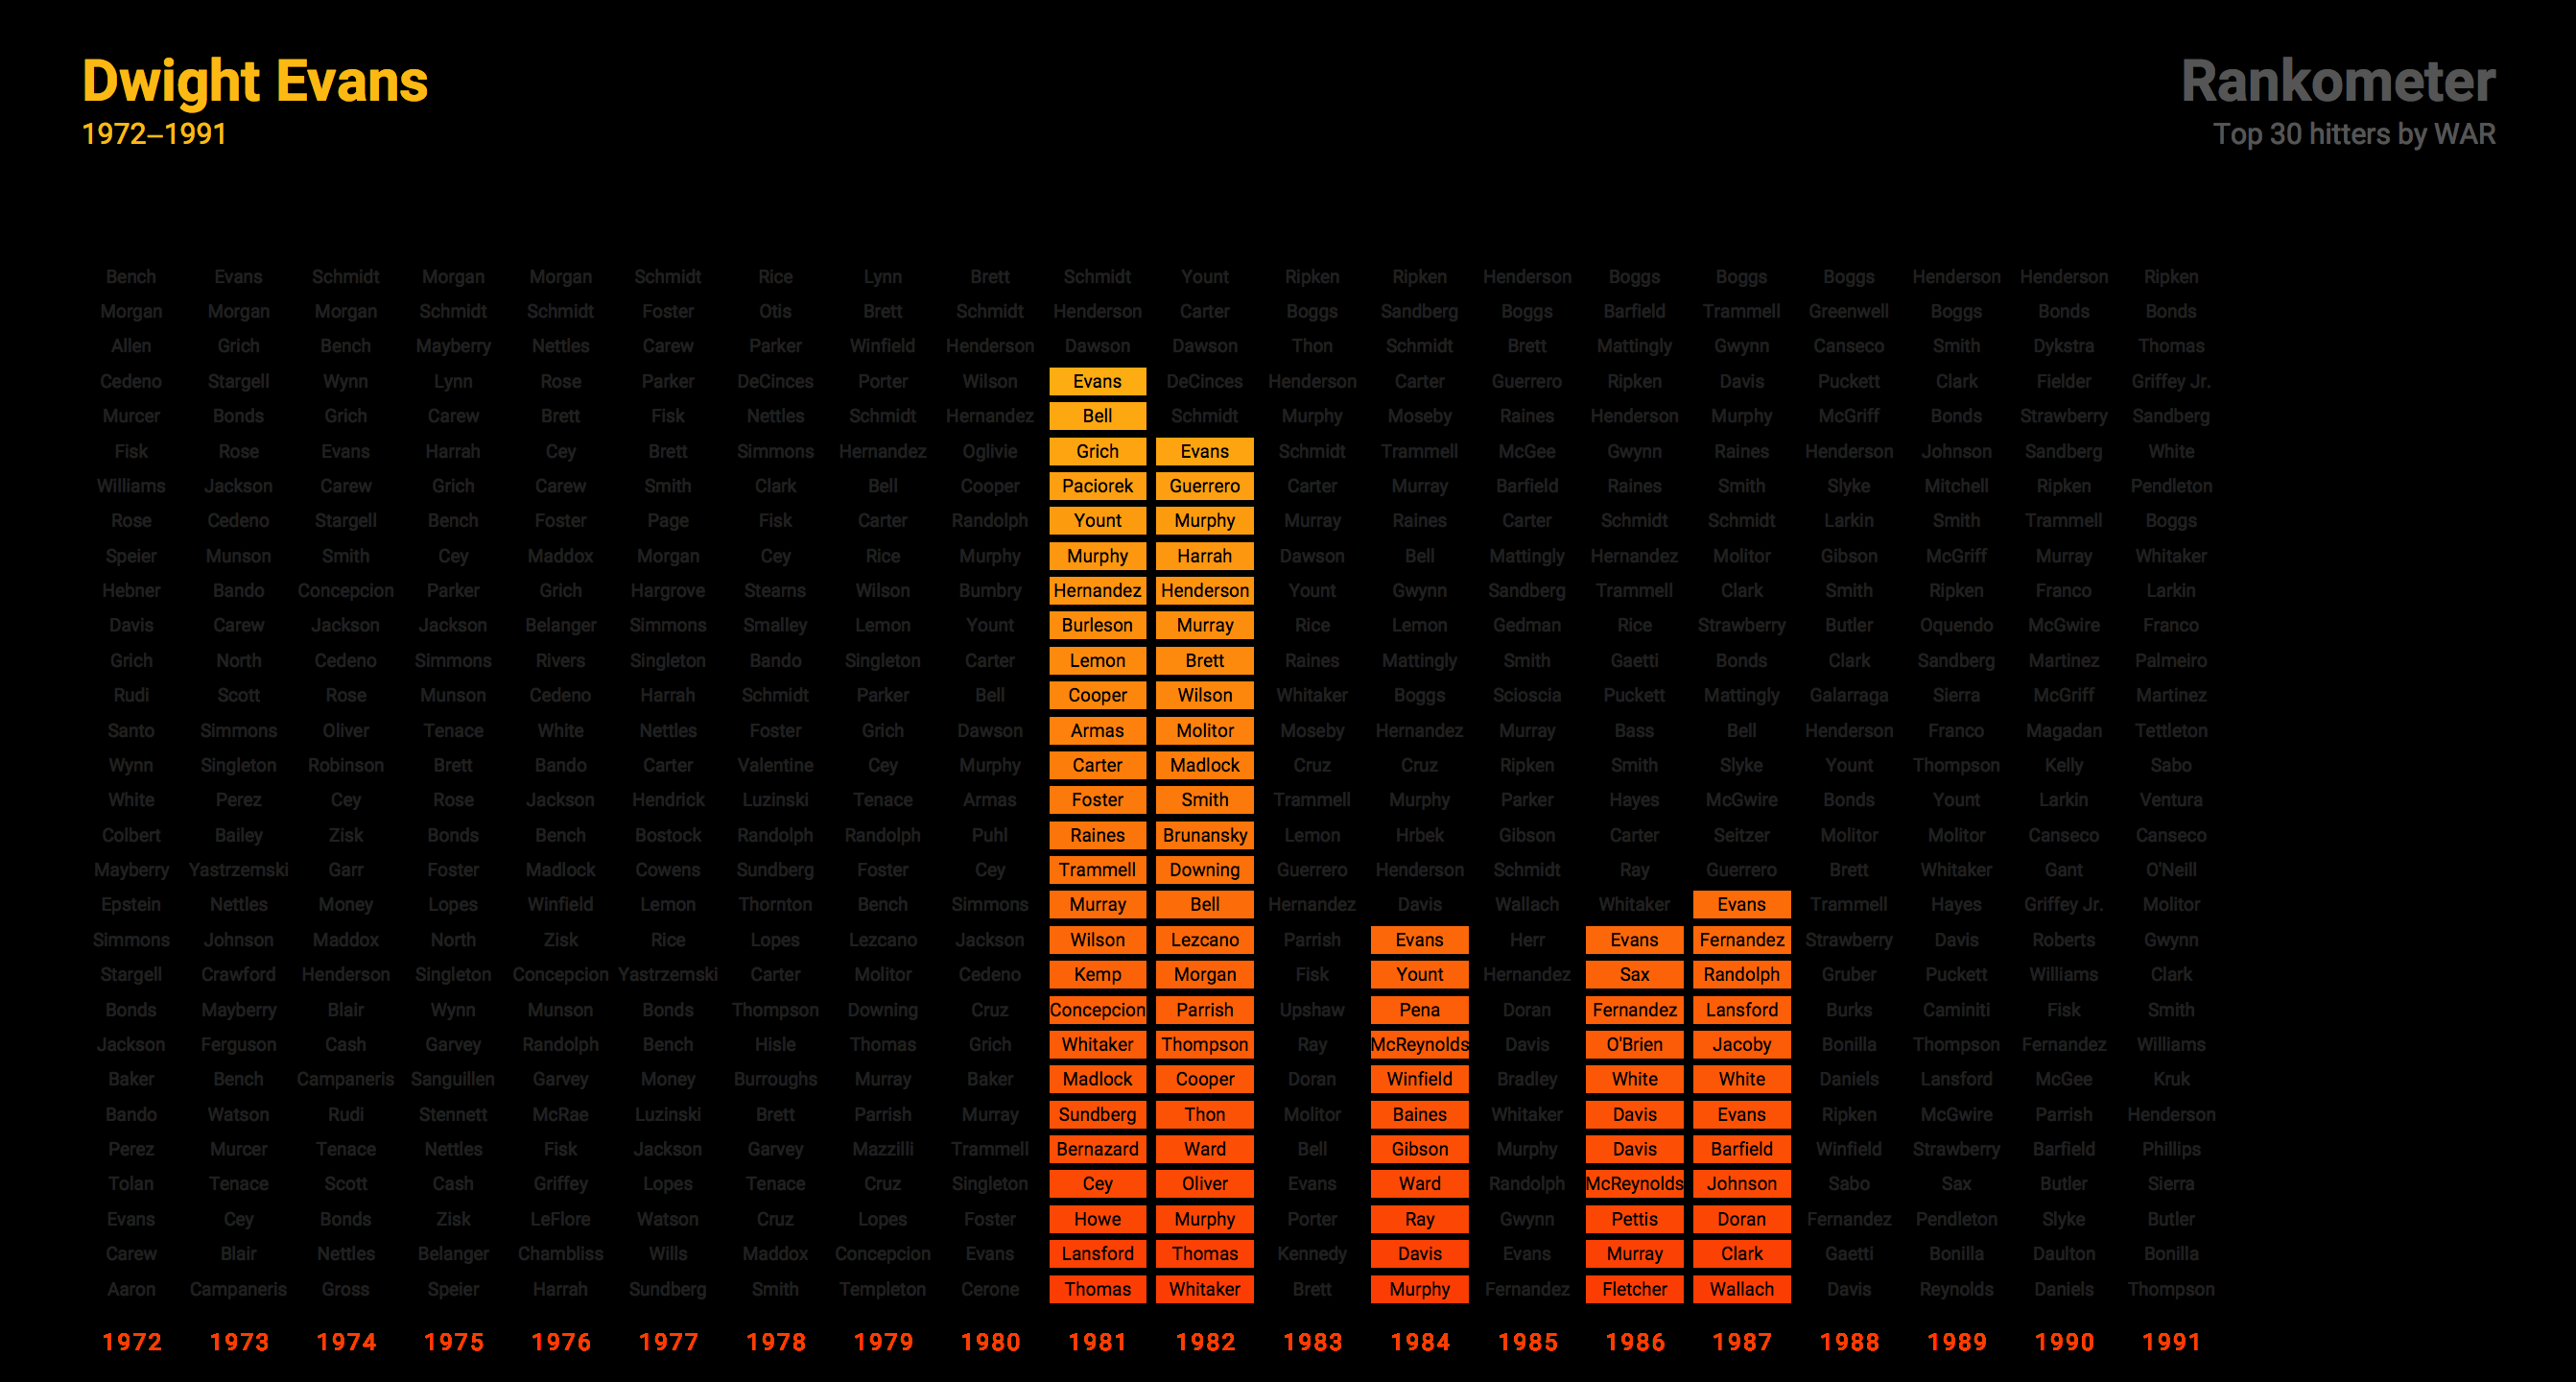 Dwight Evans
1972–1991
Rankometer
Top 30 hitters by WAR
Bench Evans Schmidt Morgan Morgan Schmidt Rice Lynn Brett Schmidt Yount Ripken Ripken Henderson Boggs Boggs Boggs Henderson Henderson Ripken
Morgan Morgan Morgan Schmidt Schmidt Foster Otis Brett Schmidt Henderson Carter Boggs Sandberg Boggs Barfield Trammell Greenwell Boggs Bonds Bonds
Allen Grich Bench Mayberry Nettles Carew Parker Winfield Henderson Dawson Dawson Thon Schmidt Brett Mattingly Gwynn Canseco Smith Dykstra Thomas
Cedeno Stargell Wynn Lynn Rose Parker DeCinces Porter Wilson Evans DeCinces Henderson Carter Guerrero Ripken Davis Puckett Clark Fielder Griffey Jr.
Murcer Bonds Grich Carew Brett Fisk Nettles Schmidt Hernandez Bell Schmidt Murphy Moseby Raines Henderson Murphy McGriff Bonds Strawberry Sandberg
Fisk Rose Evans Harrah Cey Brett Simmons Hernandez Oglivie Grich Evans Schmidt Trammell McGee Gwynn Raines Henderson Johnson Sandberg White
Williams Jackson Carew Grich Carew Smith Clark Bell Cooper Paciorek Guerrero Carter Murray Barfield Raines Smith Slyke Mitchell Ripken Pendleton
Rose Cedeno Stargell Bench Foster Page Fisk Carter Randolph Yount Murphy Murray Raines Carter Schmidt Schmidt Larkin Smith Trammell Boggs
Speier Munson Smith Cey Maddox Morgan Cey Rice Murphy Murphy Harrah Dawson Bell Mattingly Hernandez Molitor Gibson McGriff Murray Whitaker
Hebner Bando Concepcion Parker Grich Hargrove Stearns Wilson Bumbry Hernandez Henderson Yount Gwynn Sandberg Trammell Clark Smith Ripken Franco Larkin
Davis Carew Jackson Jackson Belanger Simmons Smalley Lemon Yount Burleson Murray Rice Lemon Gedman Rice Strawberry Butler Oquendo McGwire Franco
Grich North Cedeno Simmons Rivers Singleton Bando Singleton Carter Lemon Brett Raines Mattingly Smith Gaetti Bonds Clark Sandberg Martinez Palmeiro
Rudi Scott Rose Munson Cedeno Harrah Schmidt Parker Bell Cooper Wilson Whitaker Boggs Scioscia Puckett Mattingly Galarraga Sierra McGriff Martinez
Santo Simmons Oliver Tenace White Nettles Foster Grich Dawson Armas Molitor Moseby Hernandez Murray Bass Bell Henderson Franco Magadan Tettleton
Wynn Singleton Robinson Brett Bando Carter Valentine Cey Murphy Carter Madlock Cruz Cruz Ripken Smith Slyke Yount Thompson Kelly Sabo
White Perez Cey Rose Jackson Hendrick Luzinski Tenace Armas Foster Smith Trammell Murphy Parker Hayes McGwire Bonds Yount Larkin Ventura
Colbert Bailey Zisk Bonds Bench Bostock Randolph Randolph Puhl Raines Brunansky Lemon Hrbek Gibson Carter Seitzer Molitor Molitor Canseco Canseco
Mayberry Yastrzemski Garr Foster Madlock Cowens Sundberg Foster Cey Trammell Downing Guerrero Henderson Schmidt Ray Guerrero Brett Whitaker Gant O'Neill
Epstein Nettles Money Lopes Winfield Lemon Thornton Bench Simmons Murray Bell Hernandez Davis Wallach Whitaker Evans Trammell Hayes Griffey Jr. Molitor
Simmons Johnson Maddox North Zisk Rice Lopes Lezcano Jackson Wilson Lezcano Parrish Evans Herr Evans Fernandez Strawberry Davis Roberts Gwynn
Stargell Crawford Henderson Singleton Concepcion Yastrzemski Carter Molitor Cedeno Kemp Morgan Fisk Yount Hernandez Sax Randolph Gruber Puckett Williams Clark
Bonds Mayberry Blair Wynn Munson Bonds Thompson Downing Cruz Concepcion Parrish Upshaw Pena Doran Fernandez Lansford Burks Caminiti Fisk Smith
Jackson Ferguson Cash Garvey Randolph Bench Hisle Thomas Grich Whitaker Thompson Ray McReynolds Davis O'Brien Jacoby Bonilla Thompson Fernandez Williams
Baker Bench Campaneris Sanguillen Garvey Money Burroughs Murray Baker Madlock Cooper Doran Winfield Bradley White White Daniels Lansford McGee Kruk
Bando Watson Rudi Stennett McRae Luzinski Brett Parrish Murray Sundberg Thon Molitor Baines Whitaker Davis Evans Ripken McGwire Parrish Henderson
Perez Murcer Tenace Nettles Fisk Jackson Garvey Mazzilli Trammell Bernazard Ward Bell Gibson Murphy Davis Barfield Winfield Strawberry Barfield Phillips
Tolan Tenace Scott Cash Griffey Lopes Tenace Cruz Singleton Cey Oliver Evans Ward Randolph McReynolds Johnson Sabo Sax Butler Sierra
Evans Cey Bonds Zisk LeFlore Watson Cruz Lopes Foster Howe Murphy Porter Ray Gwynn Pettis Doran Fernandez Pendleton Slyke Butler
Carew Blair Nettles Belanger Chambliss Wills Maddox Concepcion Evans Lansford Thomas Kennedy Davis Evans Murray Clark Gaetti Bonilla Daulton Bonilla
Aaron Campaneris Gross Speier Harrah Sundberg Smith Templeton Cerone Thomas Whitaker Brett Murphy Fernandez Fletcher Wallach Davis Reynolds Daniels Thompson
1972 1973 1974 1975 1976 1977 1978 1979 1980 1981 1982 1983 1984 1985 1986 1987 1988 1989 1990 1991